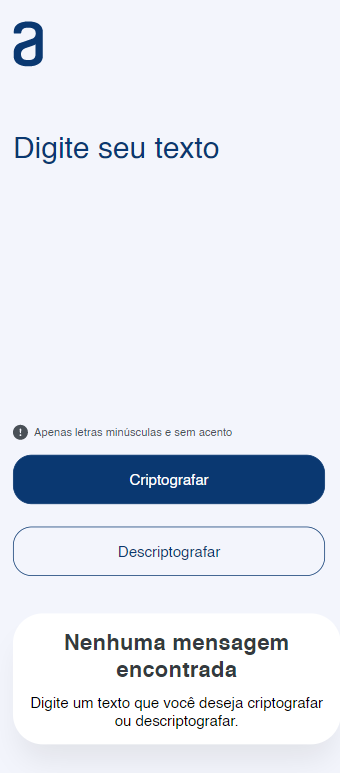 a
Digite seu texto
! Apenas letras minúsculas e sem acento
Criptografar
Descriptografar
Nenhuma mensagem
encontrada
Digite um texto que você deseja criptografar
ou descriptografar.